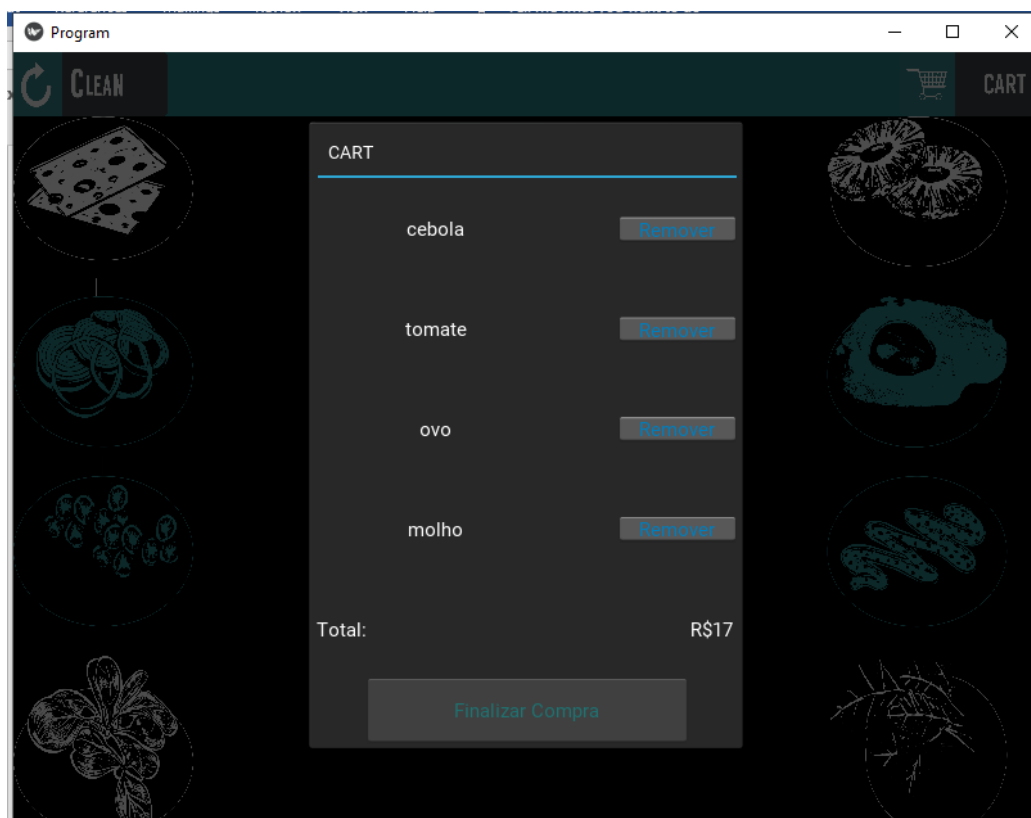 Program
CLEAN
CART
CART
cebola
Remover
tomate
Remover
ovo
Remover
molho
Remover
Total:
R$17
Finalizar Compra